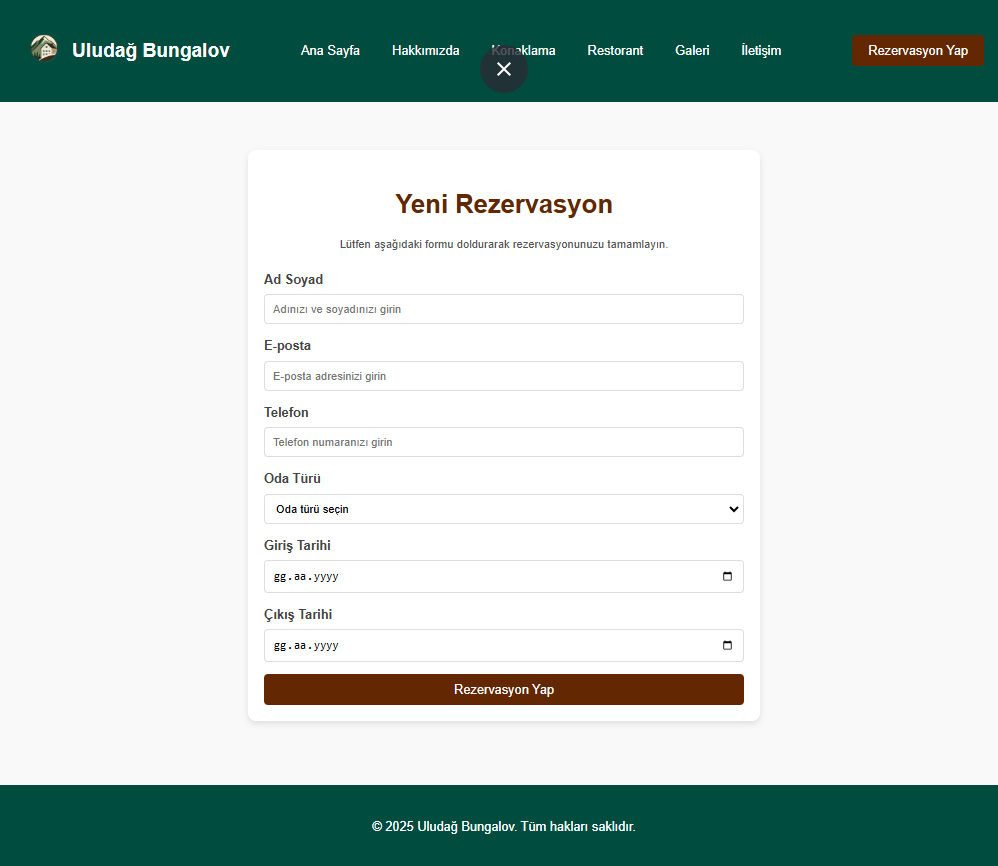 Uludağ Bungalov
Ana Sayfa Hakkımızda Konaklama Restorant Galeri İletişim
Rezervasyon Yap
Yeni Rezervasyon
Lütfen aşağıdaki formu doldurarak rezervasyonunuzu tamamlayın.
Ad Soyad
Adınızı ve soyadınızı girin
E-posta
E-posta adresinizi girin
Telefon
Telefon numaranızı girin
Oda Türü
Oda türü seçin
Giriş Tarihi
gg.aa.yyyy
Çıkış Tarihi
gg.aa.yyyy
Rezervasyon Yap
© 2025 Uludağ Bungalov. Tüm hakları saklıdır.